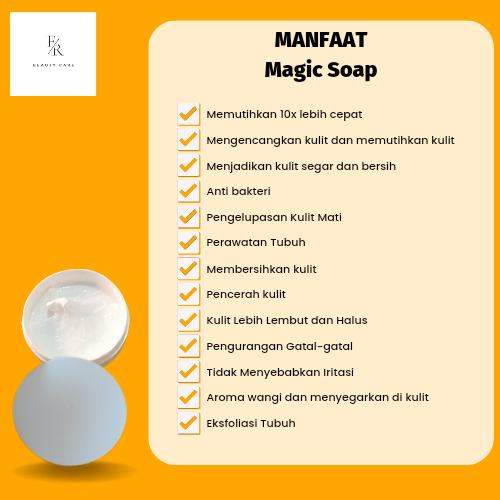 E/R
BEAUTY CARE
MANFAAT
Magic Soap
Memutihkan 10x lebih cepat
Mengencangkan kulit dan memutihkan kulit
Menjadikan kulit segar dan bersih
Anti bakteri
Pengelupasan Kulit Mati
Perawatan Tubuh
Membersihkan kulit
Pencerah kulit
Kulit Lebih Lembut dan Halus
Pengurangan Gatal-gatal
Tidak Menyebabkan Iritasi
Aroma wangi dan menyegarkan di kulit
Eksfoliasi Tubuh